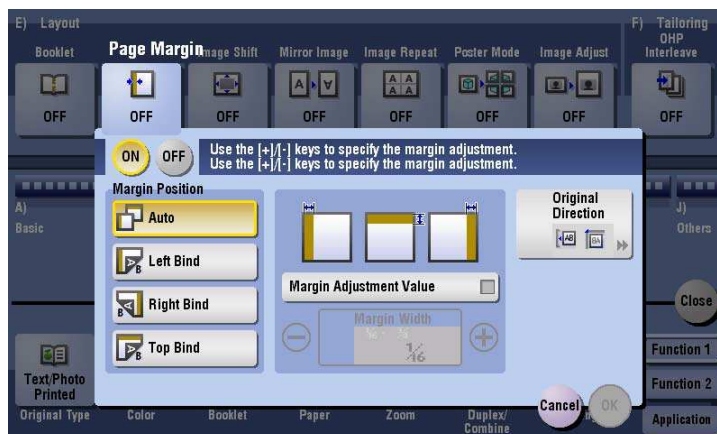 E) Layout
F) Tailoring
Booklet
Page Margin
Image Shift
Mirror Image
Image Repeat
Poster Mode
Image Adjust
OHP
Interleave
OFF
OFF
OFF
OFF
OFF
OFF
OFF
OFF
ON
OFF
Use the [+]/[-] keys to specify the margin adjustment.
Use the [+]/[-] keys to specify the margin adjustment.
A)
Basic
J)
Others
Margin Position
Auto
Left Bind
Right Bind
Top Bind
Original
Direction
Margin Adjustment Value
Margin Width
1/16
Close
Text/Photo
Printed
Original Type
Color
Booklet
Paper
Zoom
Duplex/
Combine
Cancel
OK
Function 1
Function 2
Application